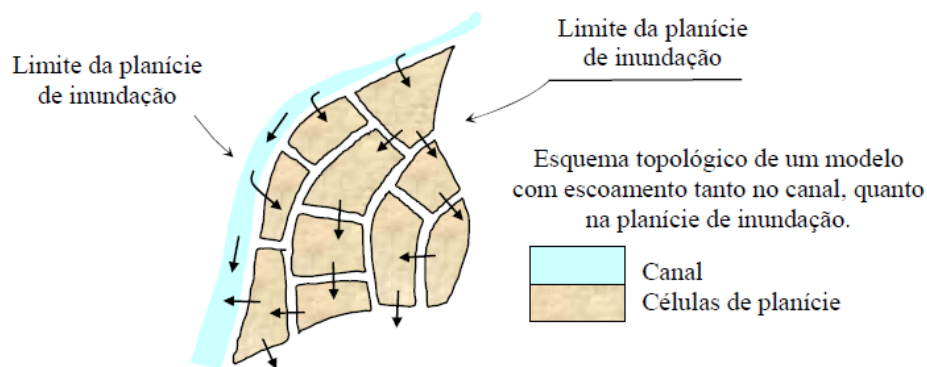 Limite da planície
de inundação
Limite da planície
de inundação
Esquema topológico de um modelo
com escoamento tanto no canal, quanto
na planície de inundação.
Canal
Células de planície